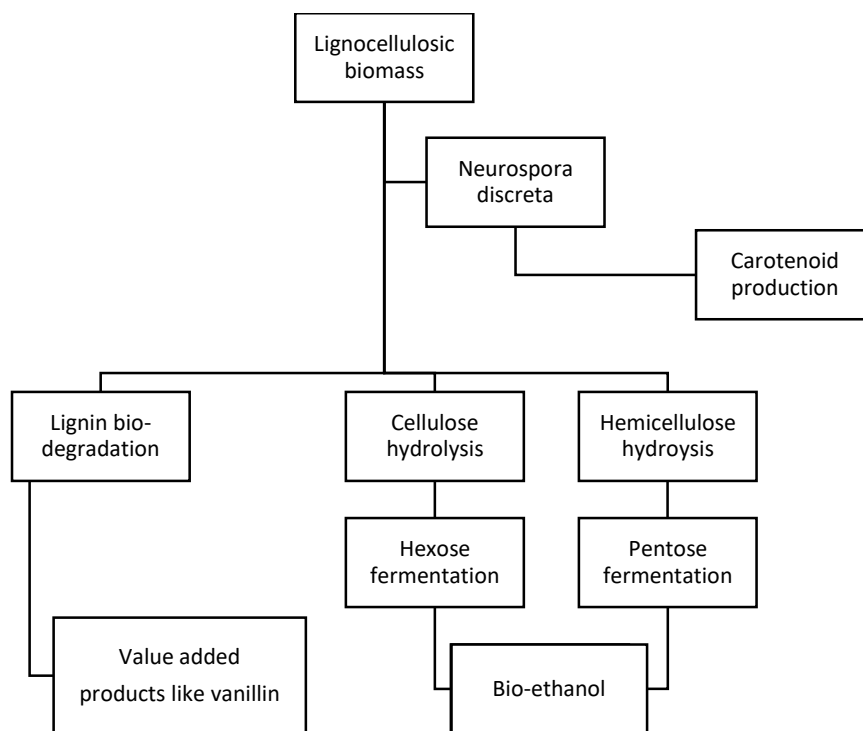 Lignocellulosic
biomass
Neurospora
discreta
Carotenoid
production
Lignin bio-
degradation
Cellulose
hydrolysis
Hemicellulose
hydroysis
Hexose
fermentation
Pentose
fermentation
Value added
products like vanillin
Bio-ethanol